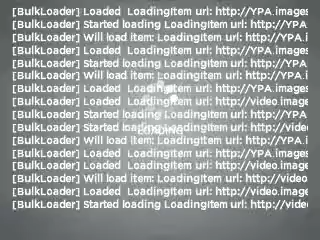 [BulkLoader] Loaded LoadingItem url: http://YPA.images
[BulkLoader] Started loading LoadingItem url: http://YPA
[BulkLoader] Will load item: LoadingItem url: http://YPA.i
[BulkLoader] Loaded LoadingItem url: http://YPA.images
[BulkLoader] Started loading LoadingItem url: http://YPA
[BulkLoader] Will load item: LoadingItem url: http://YPA.i
[BulkLoader] Loaded LoadingItem url: http://YPA.images
[BulkLoader] Loaded LoadingItem url: http://video.image
[BulkLoader] Started loading LoadingItem url: http://YPA
[BulkLoader] Started loading LoadingItem url: http://vide
LOADING
[BulkLoader] Will load item: LoadingItem url: http://YPA.i
[BulkLoader] Loaded LoadingItem url: http://YPA.images
[BulkLoader] Loaded LoadingItem url: http://video.image
[BulkLoader] Will load item: LoadingItem url: http://video
[BulkLoader] Loaded LoadingItem url: http://video.image
[BulkLoader] Started loading LoadingItem url: http://vide